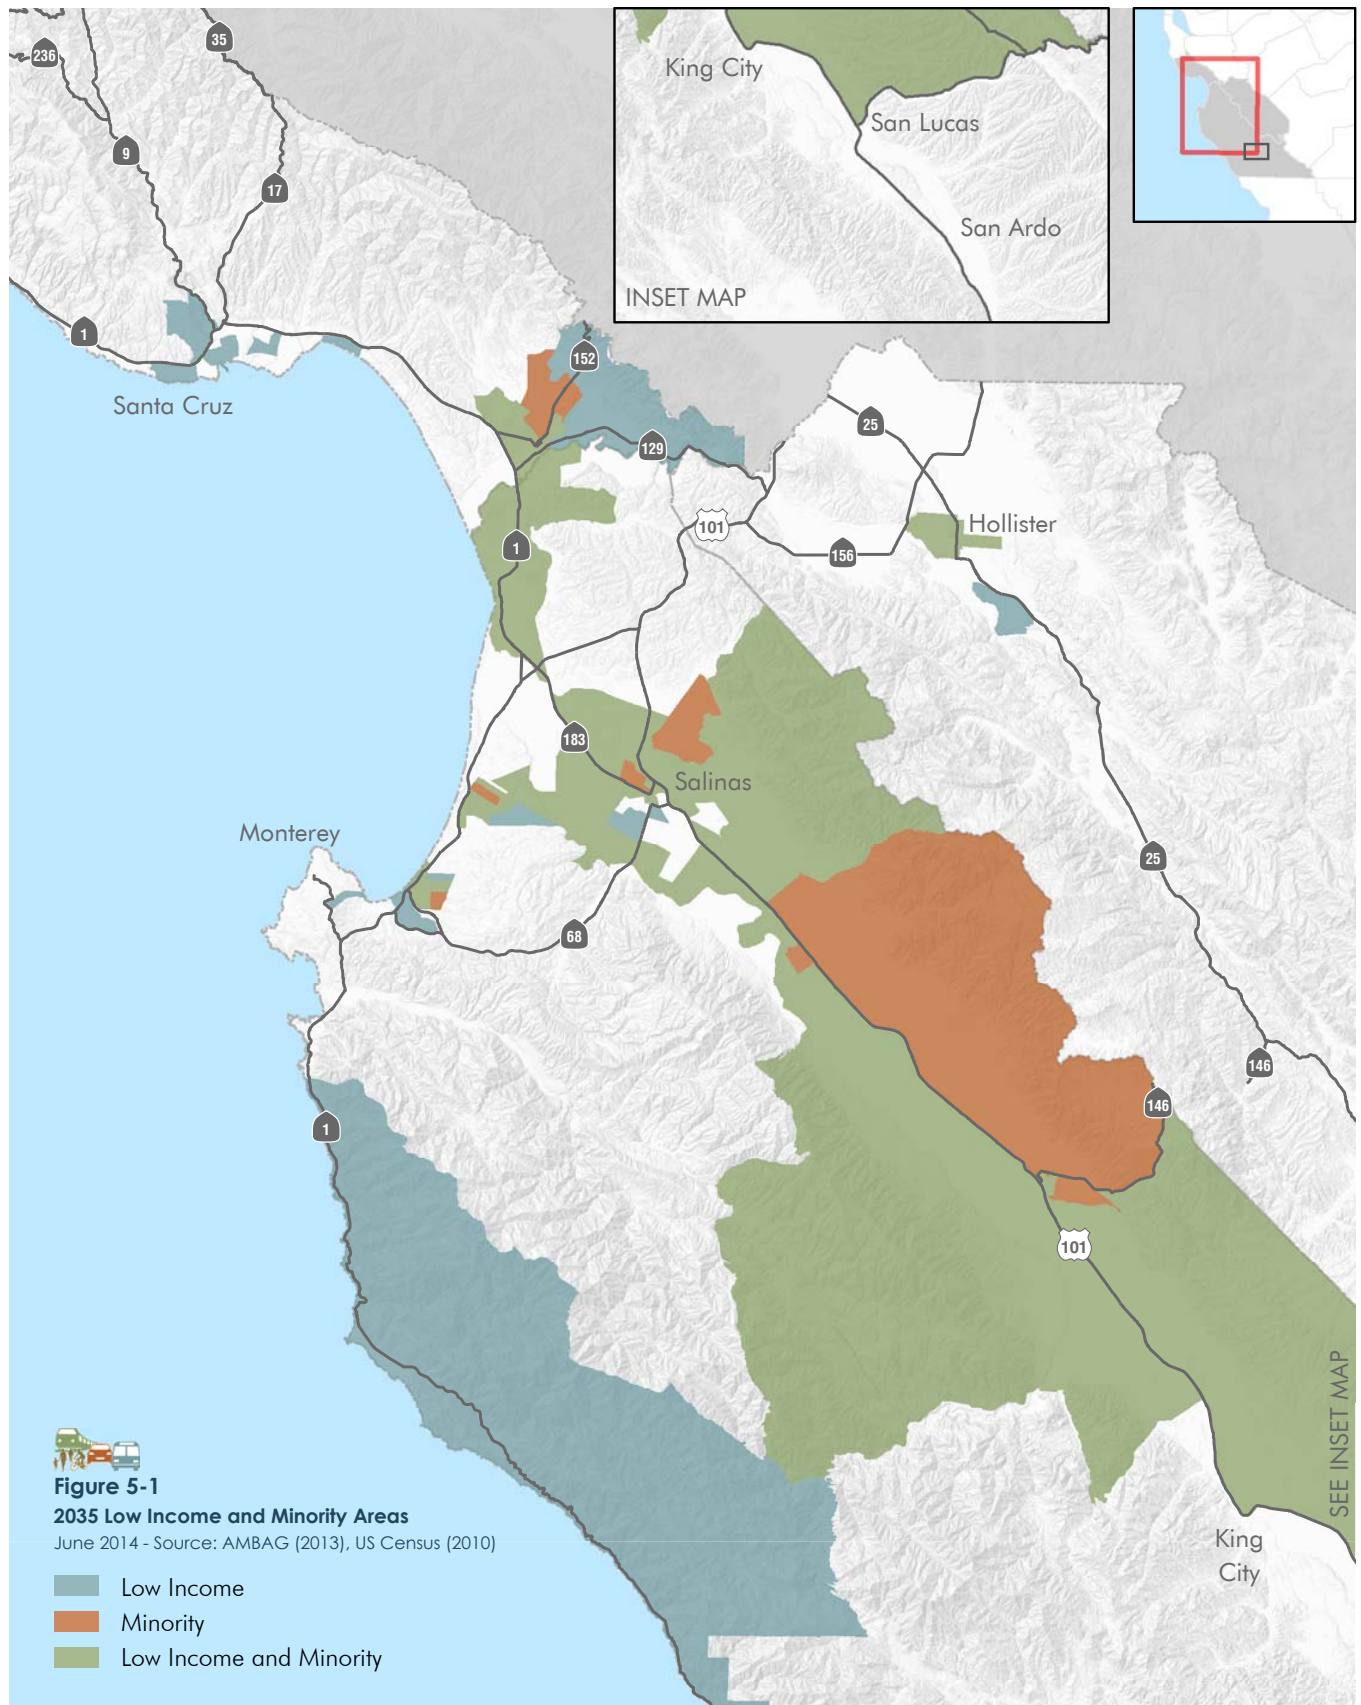 35
236
9
17
1
Santa Cruz
King City
San Lucas
San Ardo
INSET MAP
152
129
25
101
Hollister
156
1
183
Salinas
Monterey
68
25
146
146
1
101
SEE INSET MAP
King
City
Figure 5-1
2035 Low Income and Minority Areas
June 2014 - Source: AMBAG (2013), US Census (2010)
Low Income
Minority
Low Income and Minority